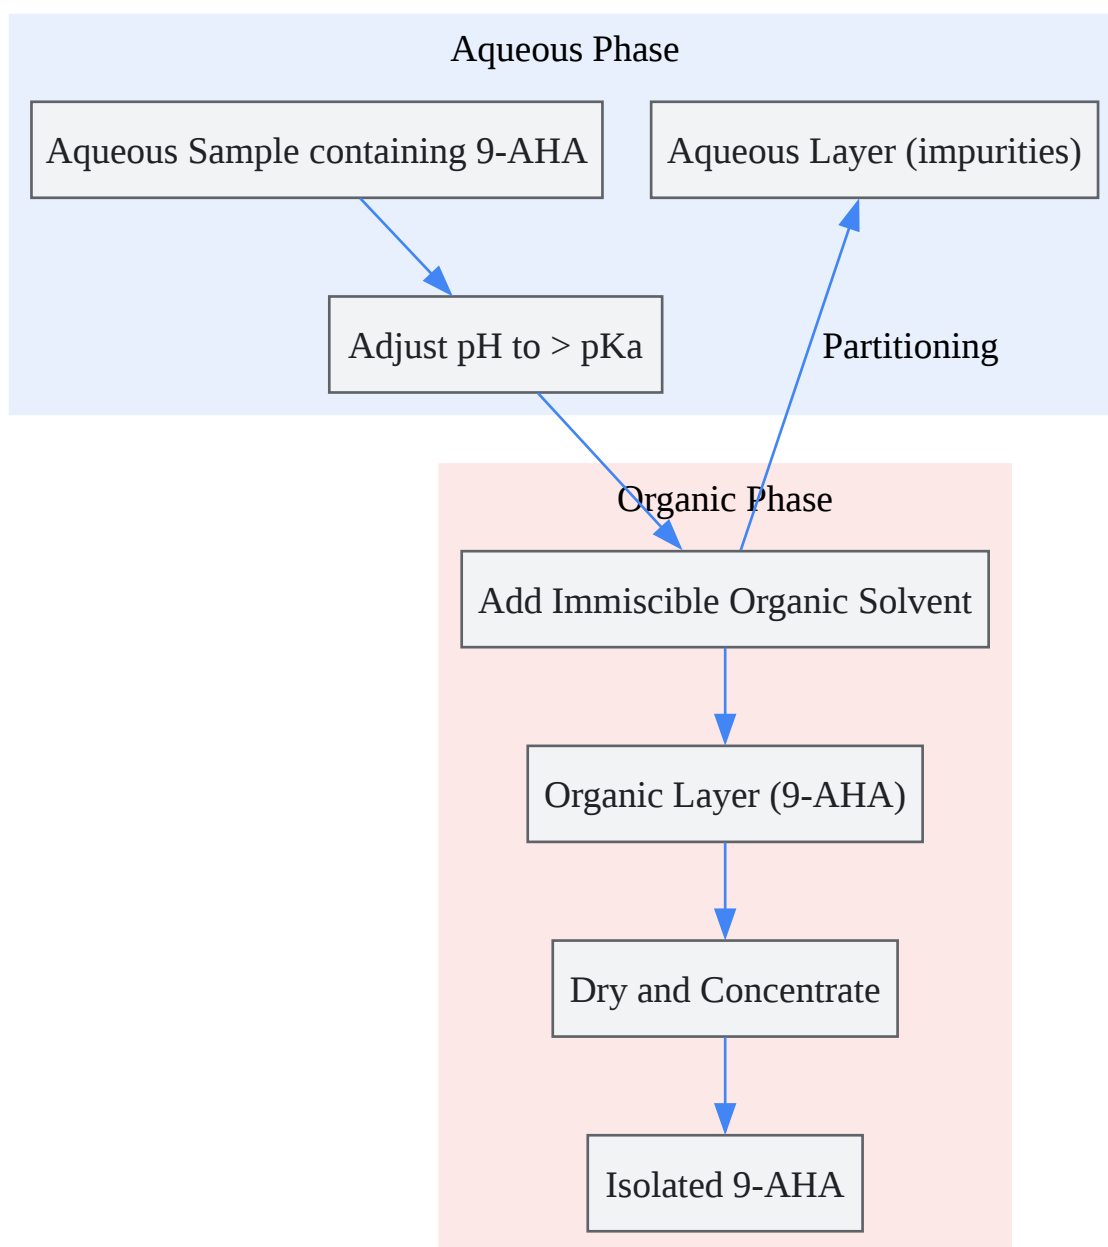 Aqueous Phase
Aqueous Sample containing 9-AHA
Aqueous Layer (impurities)
Adjust pH to > pKa
Partitioning
Organic Phase
Add Immiscible Organic Solvent
Organic Layer (9-AHA)
Dry and Concentrate
Isolated 9-AHA